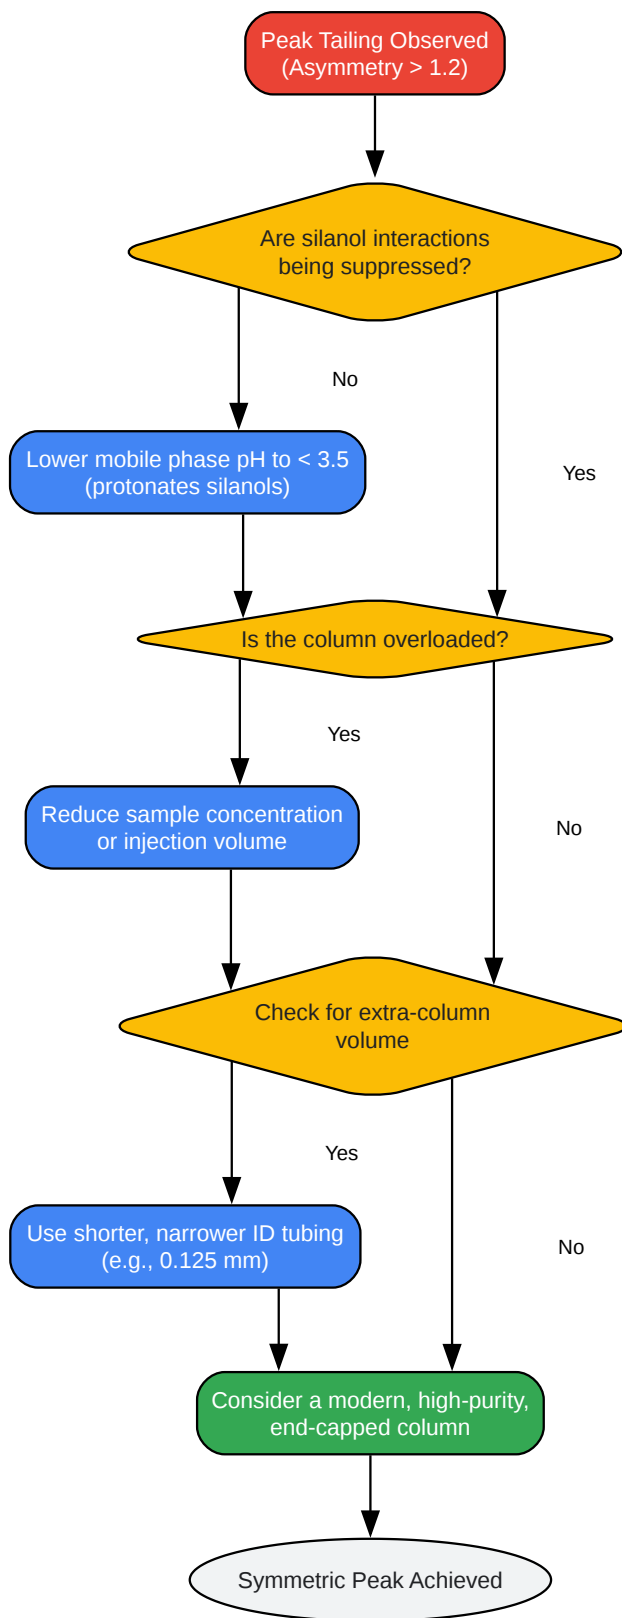 Peak Tailing Observed
(Asymmetry > 1.2)
Are silanol interactions
being suppressed?
No
Lower mobile phase pH to < 3.5
(protonates silanols)
Yes
Is the column overloaded?
Yes
Reduce sample concentration
or injection volume
No
Check for extra-column
volume
Yes
Use shorter, narrower ID tubing
(e.g., 0.125 mm)
No
Consider a modern, high-purity,
end-capped column
Symmetric Peak Achieved